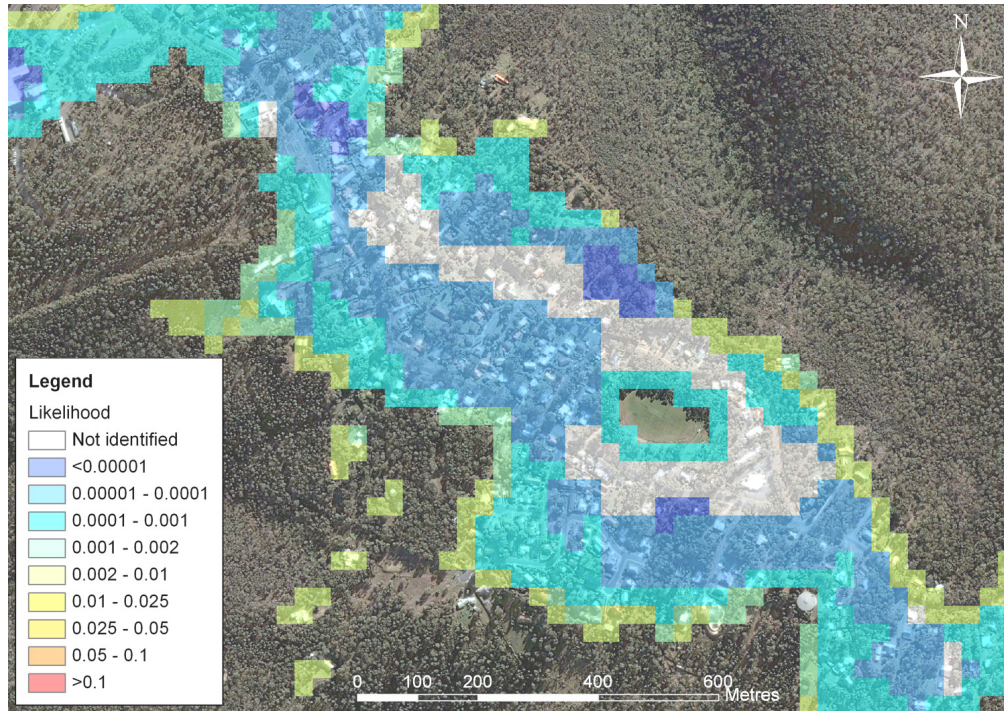 N
Legend
Likelihood
Not identified
<0.00001
0.00001 - 0.0001
0.0001 - 0.001
0.001 - 0.002
0.002 - 0.01
0.01 - 0.025
0.025 - 0.05
0.05 - 0.1
>0.1
0 100 200 400 600
Metres